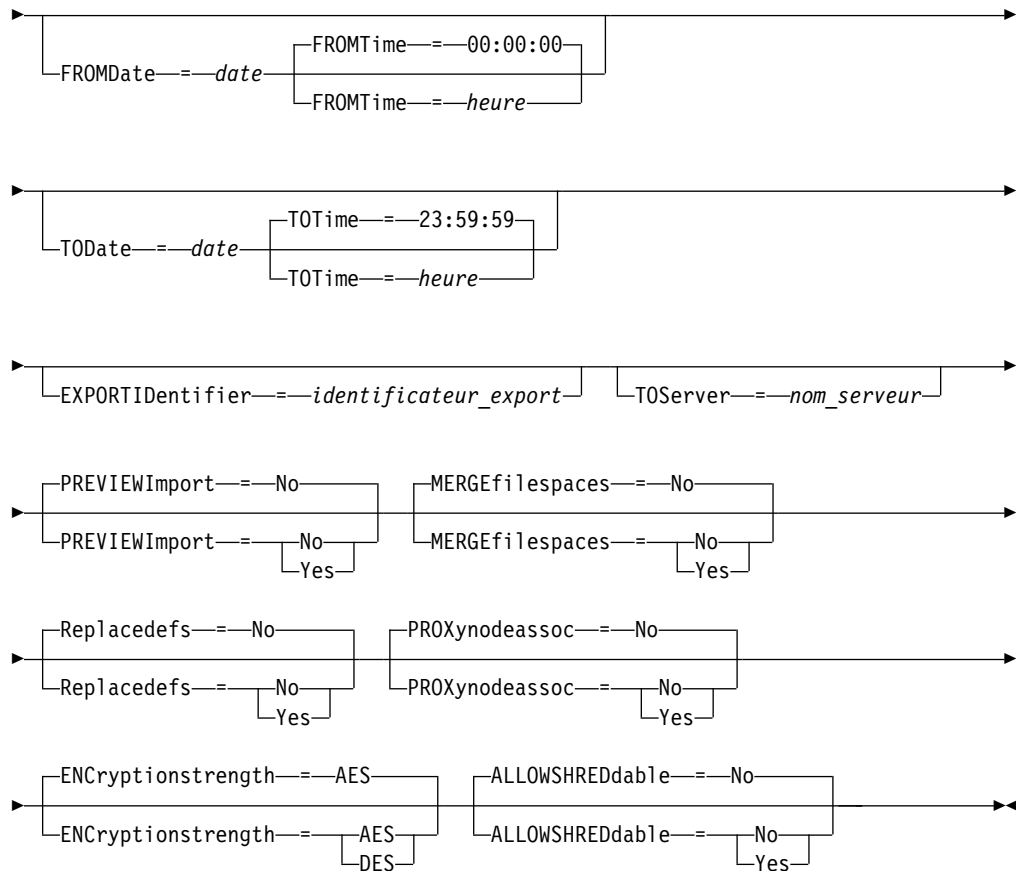 FROMTime = 00:00:00
FROMDate = date
FROMTime = heure
TOTime = 23:59:59
TODate = date
TOTime = heure
EXPORTIDentifier = identificateur_export TOServer = nom_serveur
PREVIEWImport = No MERGEfilespaces = No
PREVIEWImport = No MERGEfilespaces = No
Yes Yes
Replacedefs = No PROXynodeassoc = No
Replacedefs = No PROXynodeassoc = No
Yes Yes
ENCryptionstrength = AES ALLOWSHREDdable = No
ENCryptionstrength = AES ALLOWSHREDdable = No
DES Yes